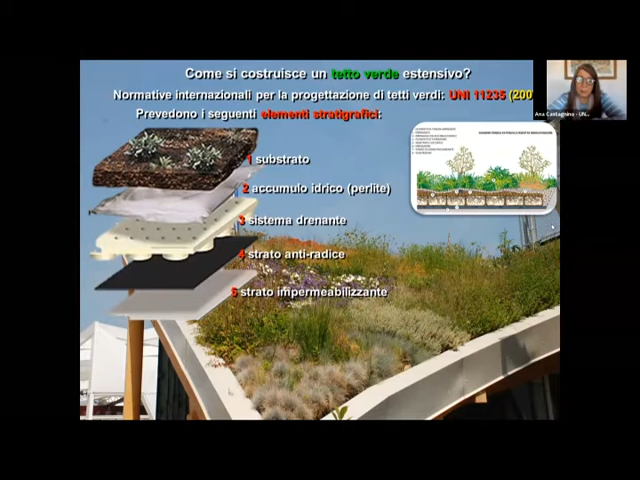 Come si costruisce un tetto verde estensivo?
Normative internazionali per la progettazione di tetti verdi: UNI 11235 (200
Prevedono i seguenti elementi stratigrafici:
1 substrato
2 accumulo idrico (perlite)
3 sistema drenante
4 strato anti-radice
5 strato impermeabilizzante
Ana Castagnino - UN...